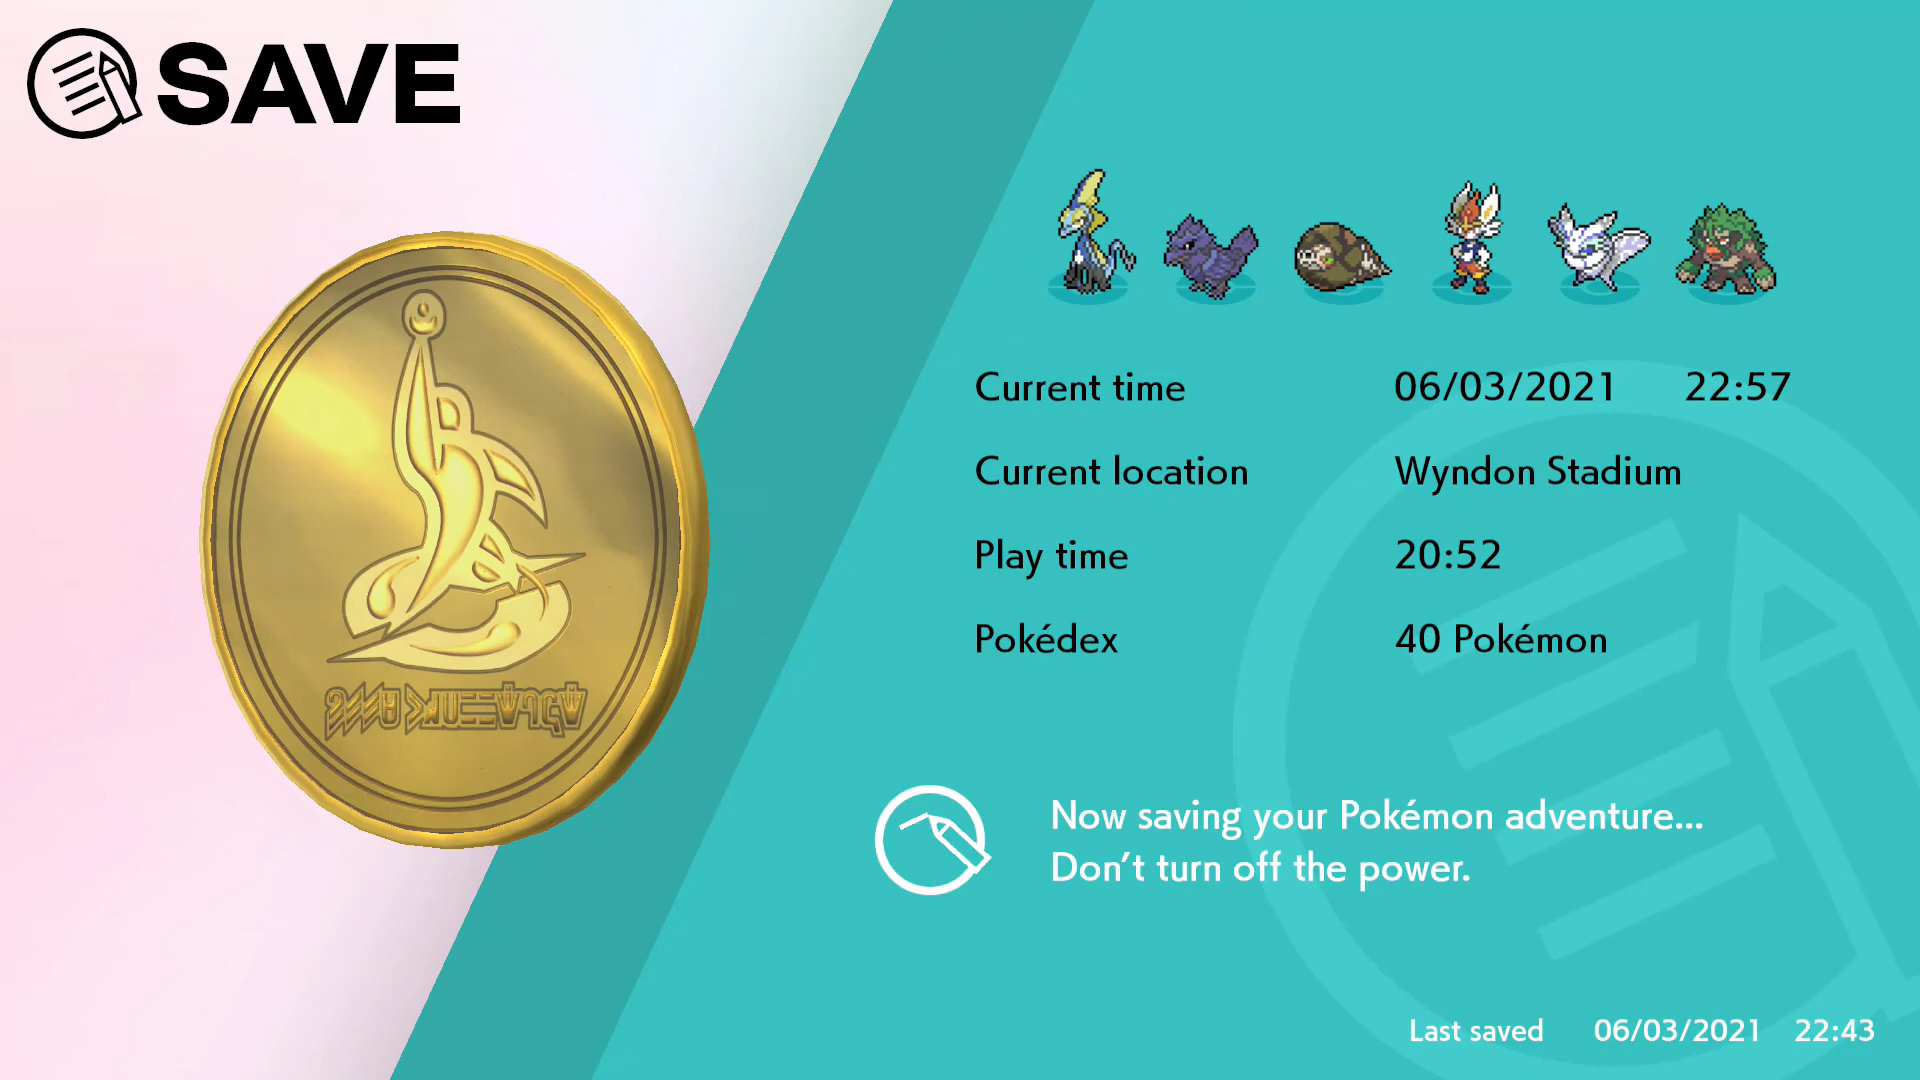 SAVE
Current time 06/03/2021 22:57
Current location Wyndon Stadium
Play time 20:52
Pokédex 40 Pokémon
Now saving your Pokémon adventure...
Don't turn off the power.
Last saved 06/03/2021 22:43